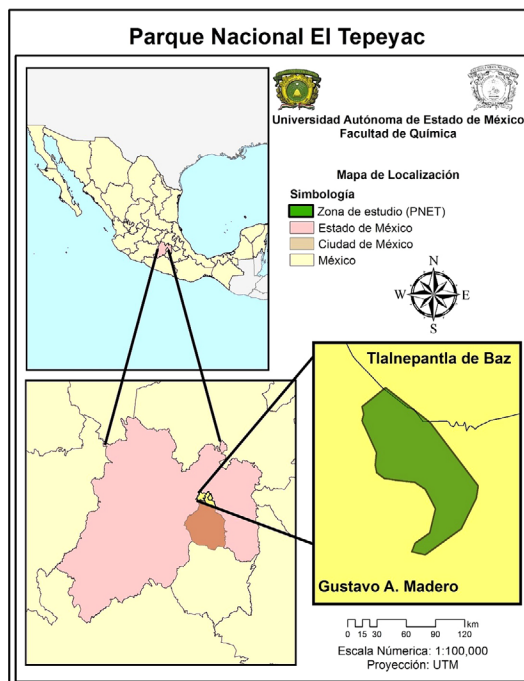 Parque Nacional El Tepeyac
Universidad Autónoma de Estado de México
Facultad de Química
Mapa de Localización
Simbología
Zona de estudio (PNET)
Estado de México
Ciudad de México
México
N
W E
S
Tlalnepantla de Baz
Gustavo A. Madero
km
0 15 30 60 90 120
Escala Númerica: 1:100,000
Proyección: UTM